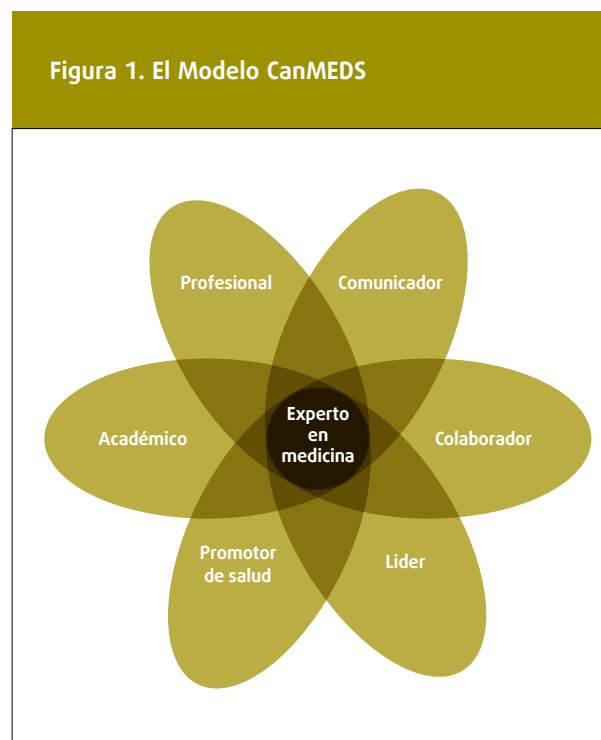 Figura 1. El Modelo CanMEDS
Profesional
Comunicador
Académico
Experto
en
medicina
Colaborador
Promotor
de salud
Lider